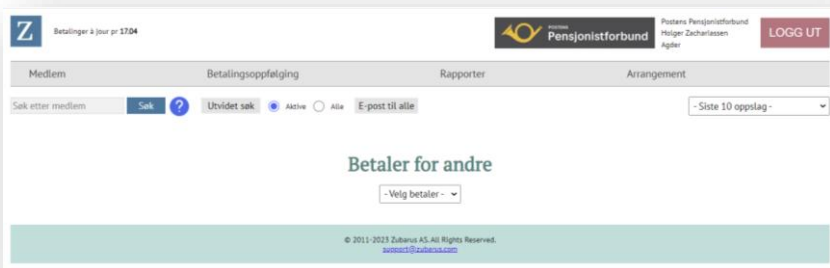 Z
Betalinger à jour pr 17.04
POSTENS
Pensjonistforbund
Postens Pensjonistforbund
Holger Zachariassen
Agder
LOGG UT
Medlem Betalingsoppfølging Rapporter Arrangement
Søk etter medlem Søk ? Utvidet søk Aktive Alle E-post til alle - Siste 10 oppslag -
Betaler for andre
- Velg betaler -
© 2011-2023 Zubarus AS. All Rights Reserved.
support@zubarus.com